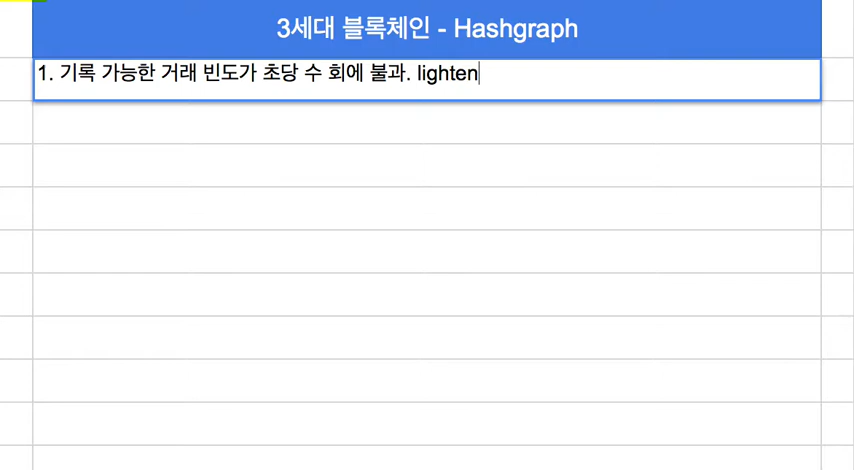 3세대 블록체인 - Hashgraph
1. 기록 가능한 거래 빈도가 초당 수 회에 불과. lighten